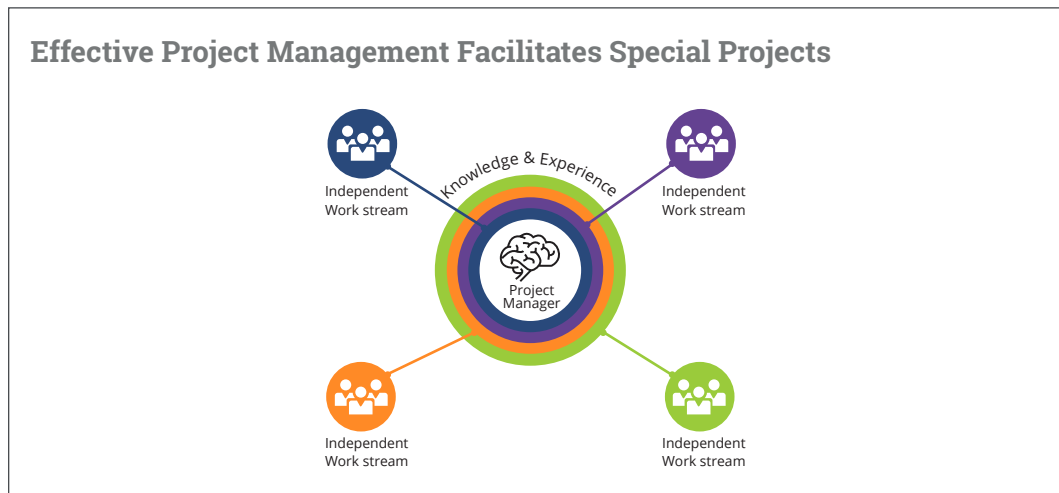 Effective Project Management Facilitates Special Projects
Knowledge & Experience
Independent
Work stream
Independent
Work stream
Project
Manager
Independent
Work stream
Independent
Work stream